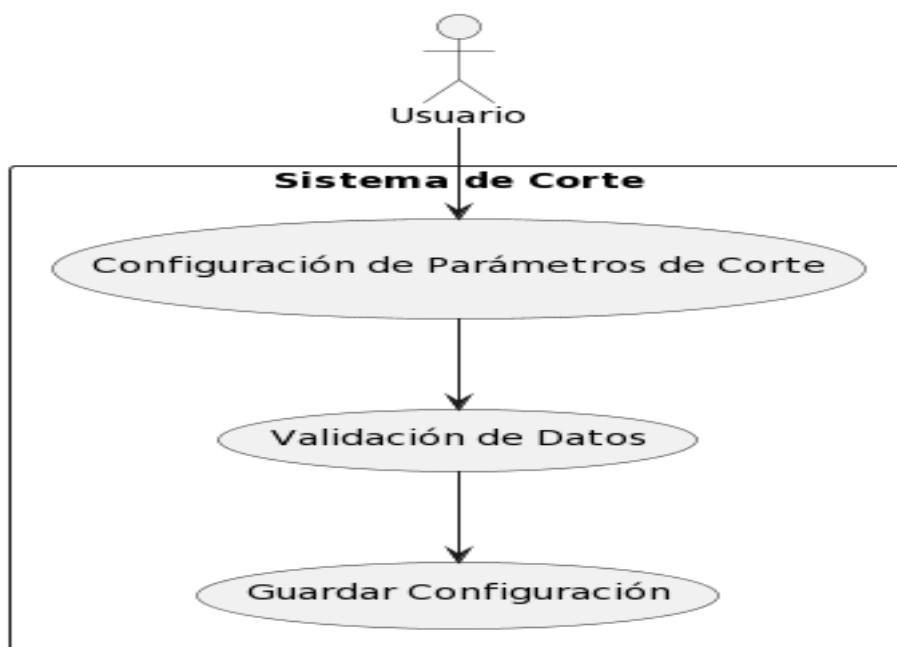 Usuario
Sistema de Corte
Configuración de Parámetros de Corte
Validación de Datos
Guardar Configuración